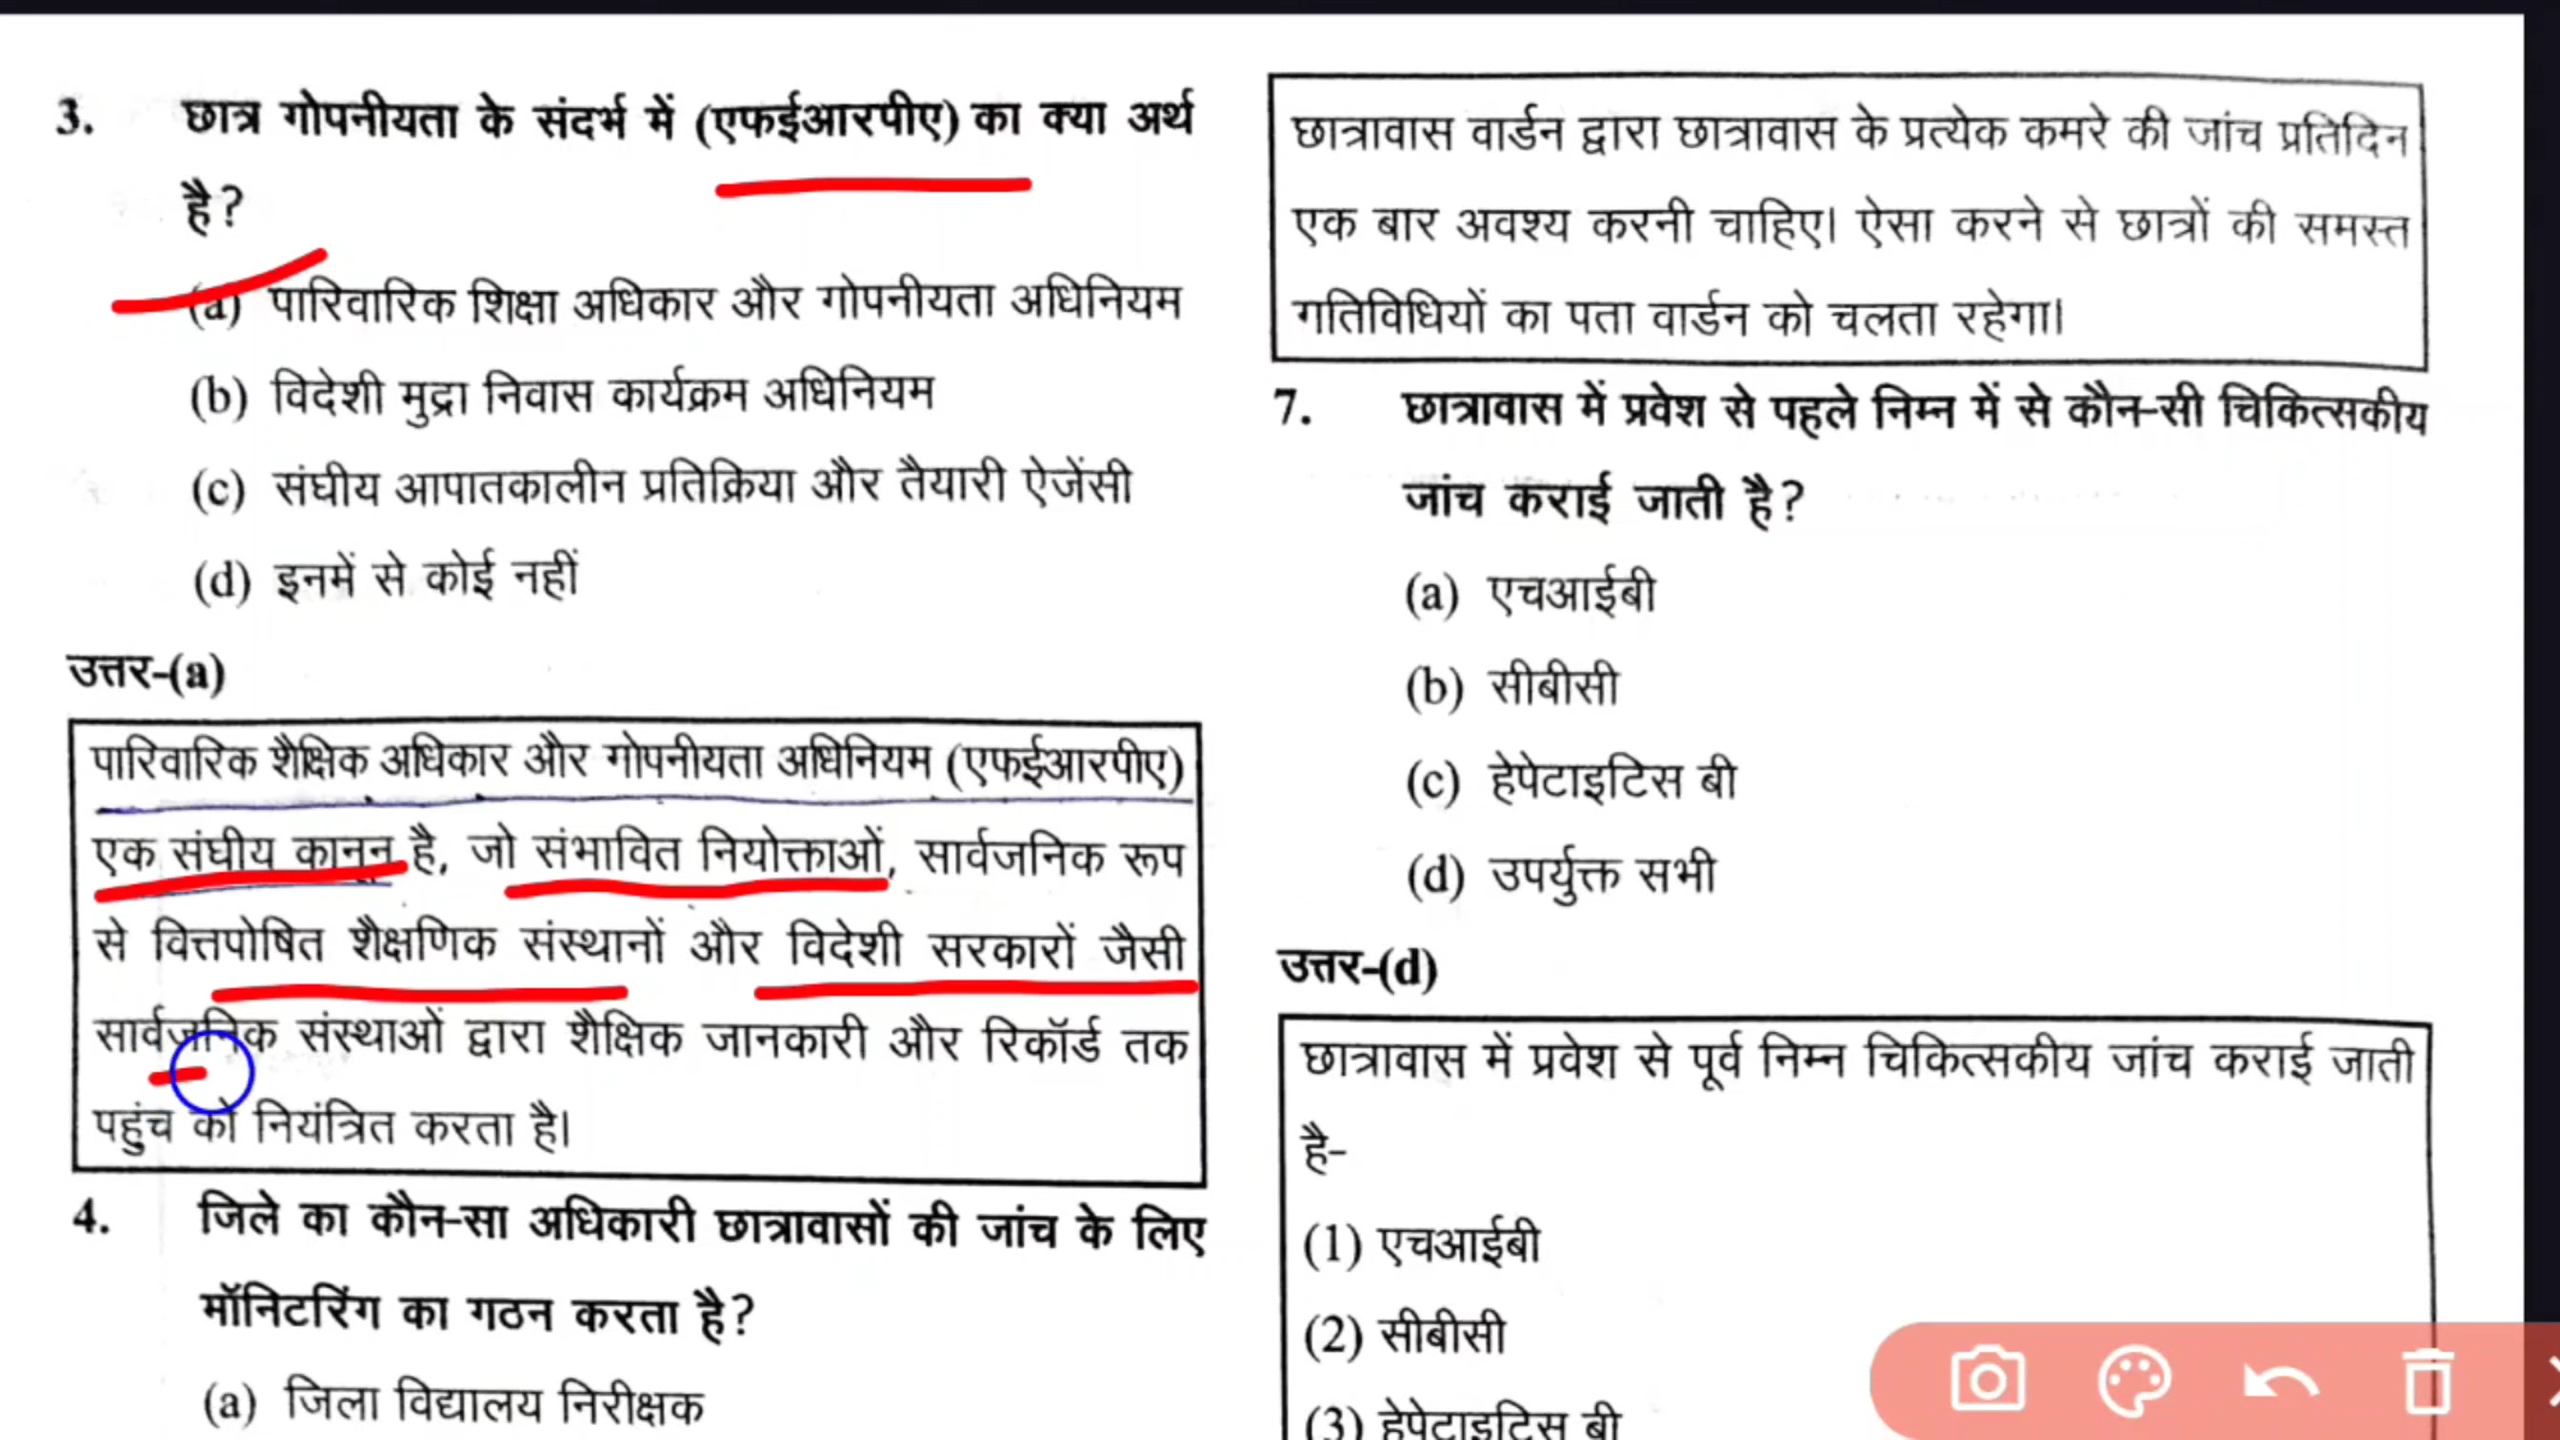 3. छात्र गोपनीयता के संदर्भ में (एफईआरपीए) का क्या अर्थ
है?
(a) पारिवारिक शिक्षा अधिकार और गोपनीयता अधिनियम
(b) विदेशी मुद्रा निवास कार्यक्रम अधिनियम
(c) संघीय आपातकालीन प्रतिक्रिया और तैयारी ऐजेंसी
(d) इनमें से कोई नहीं
उत्तर-(a)
पारिवारिक शैक्षिक अधिकार और गोपनीयता अधिनियम (एफईआरपीए)
एक संघीय कानून है, जो संभावित नियोक्ताओं, सार्वजनिक रूप
से वित्तपोषित शैक्षणिक संस्थानों और विदेशी सरकारों जैसी
सार्वजनिक संस्थाओं द्वारा शैक्षिक जानकारी और रिकॉर्ड तक
पहुंच को नियंत्रित करता है।
4. जिले का कौन-सा अधिकारी छात्रावासों की जांच के लिए
मॉनिटरिंग का गठन करता है?
(a) जिला विद्यालय निरीक्षक
छात्रावास वार्डन द्वारा छात्रावास के प्रत्येक कमरे की जांच प्रतिदिन
एक बार अवश्य करनी चाहिए। ऐसा करने से छात्रों की समस्त
गतिविधियों का पता वार्डन को चलता रहेगा।
7. छात्रावास में प्रवेश से पहले निम्न में से कौन-सी चिकित्सकीय
जांच कराई जाती है?
(a) एचआईबी
(b) सीबीसी
(c) हेपेटाइटिस बी
(d) उपर्युक्त सभी
उत्तर-(d)
छात्रावास में प्रवेश से पूर्व निम्न चिकित्सकीय जांच कराई जाती
है-
(1) एचआईबी
(2) सीबीसी
(3) हेपेटाइटिस बी